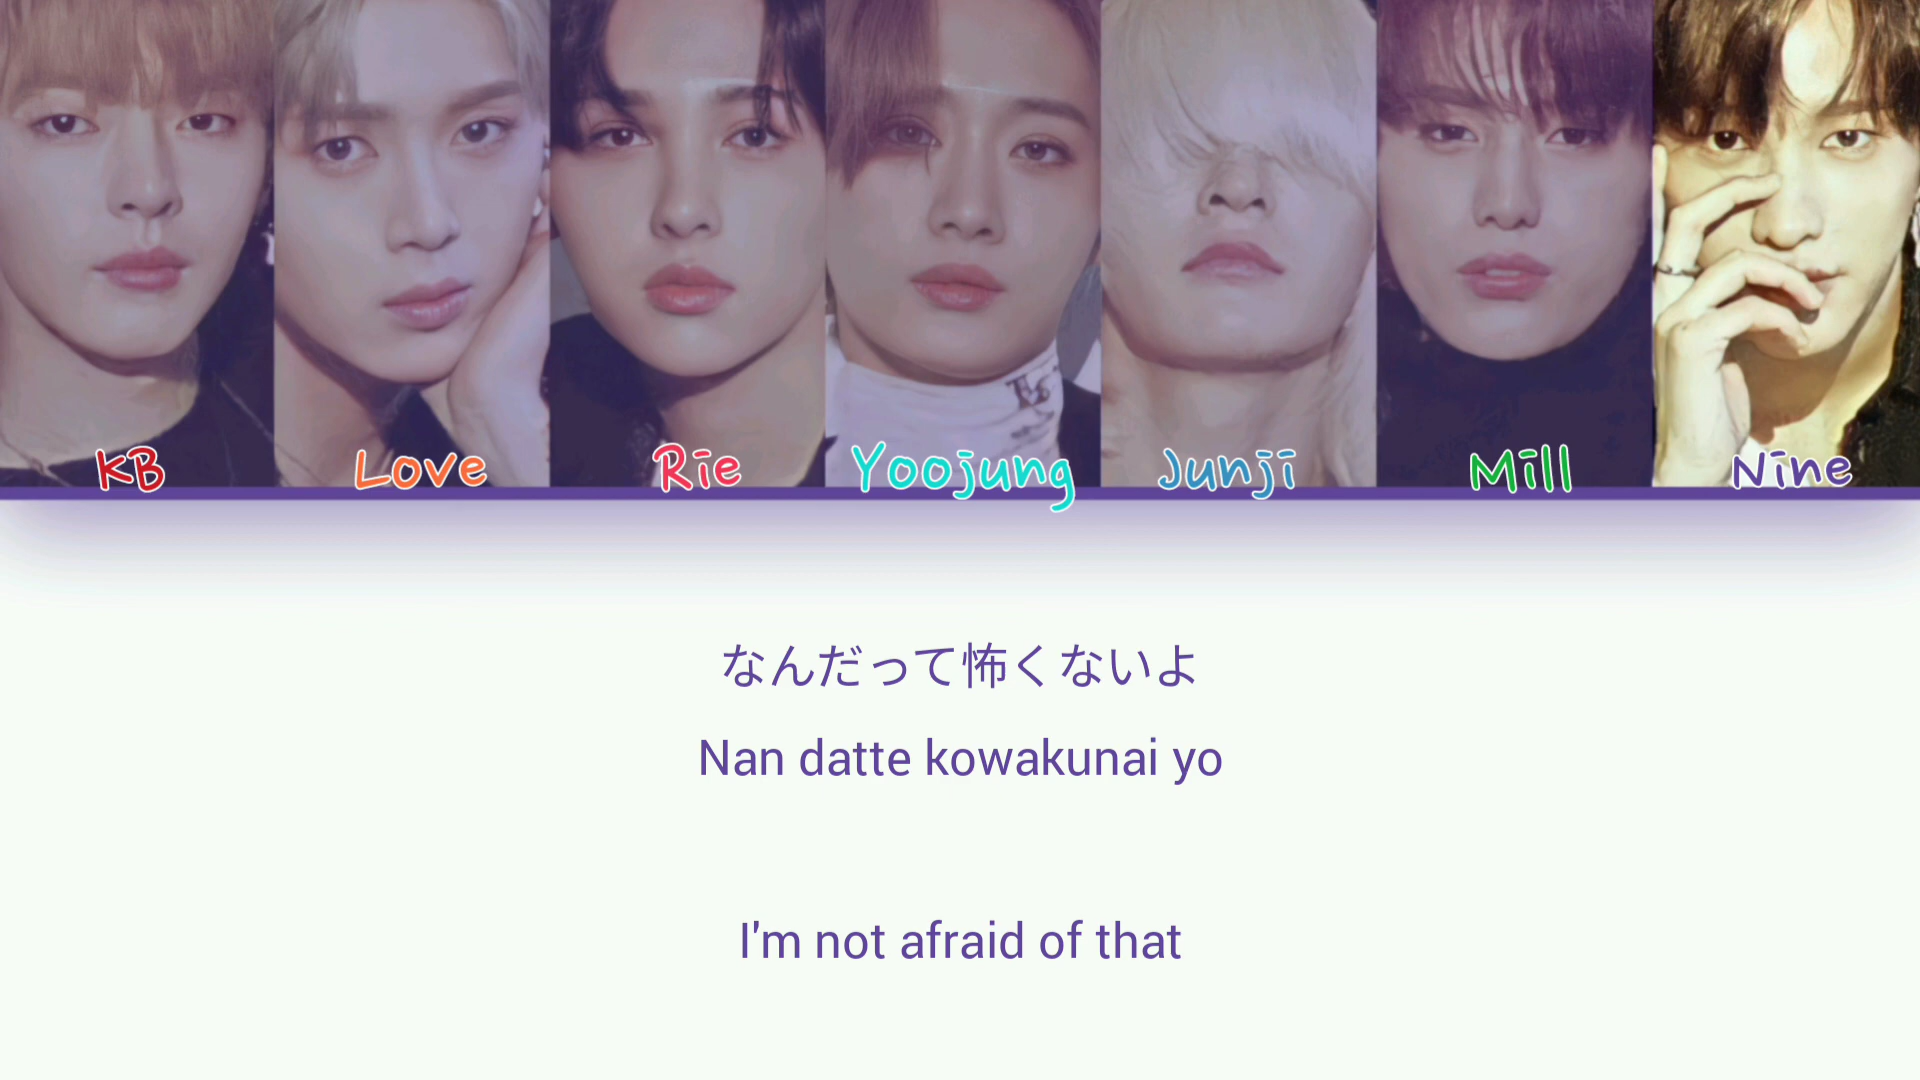 KB Love Rie Yoojung Junji Mill Nine
なんだって怖くないよ
Nan datte kowakunai yo
I'm not afraid of that